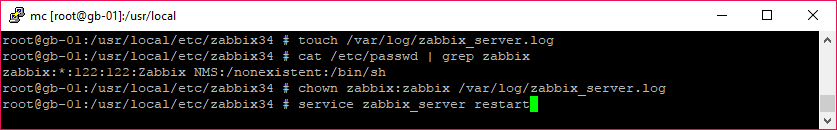 mc [root@gb-01]:/usr/local
root@gb-01:/usr/local/etc/zabbix34 # touch /var/log/zabbix_server.log
root@gb-01:/usr/local/etc/zabbix34 # cat /etc/passwd | grep zabbix
zabbix:*:122:122:Zabbix NMS:/nonexistent:/bin/sh
root@gb-01:/usr/local/etc/zabbix34 # chown zabbix:zabbix /var/log/zabbix_server.log
root@gb-01:/usr/local/etc/zabbix34 # service zabbix_server restart